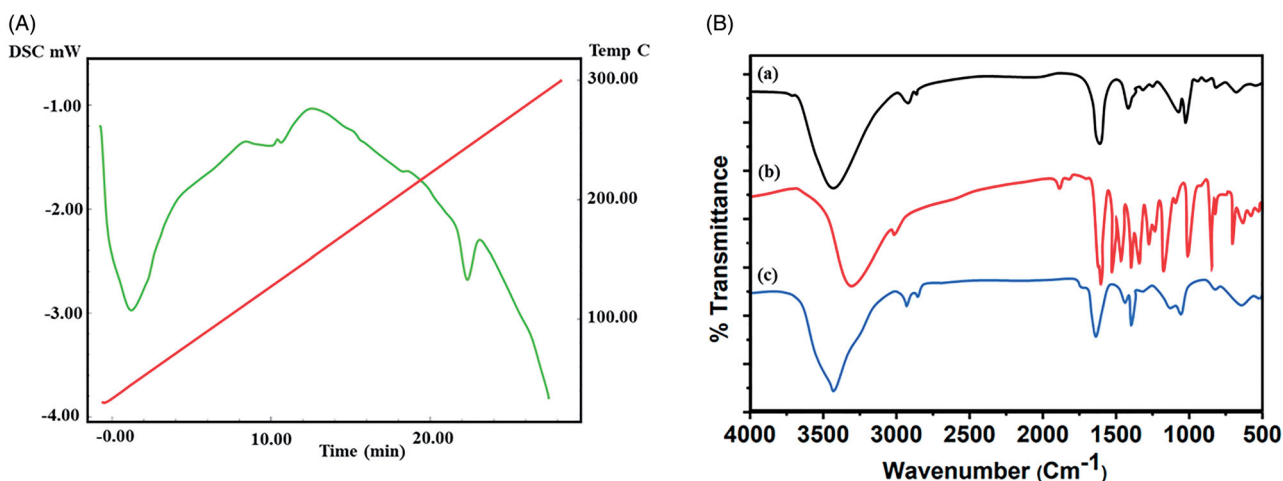 (A)
DSC mW
Temp C
-1.00
-2.00
-3.00
-4.00
300.00
200.00
100.00
-0.00
10.00
20.00
Time (min)
(B)
(a)
(b)
(c)
% Transmittance
4000 3500 3000 2500 2000 1500 1000 500
Wavenumber (Cm⁻¹)